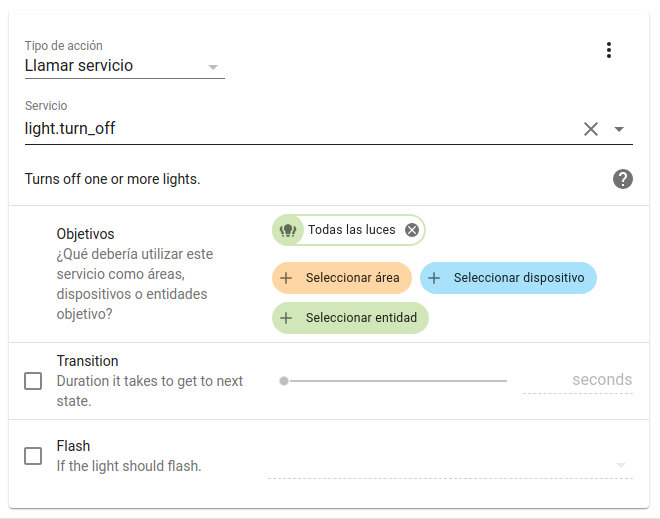 Tipo de acción
Llamar servicio
Servicio
light.turn_off
Turns off one or more lights.
Objetivos
¿Qué debería utilizar este
servicio como áreas,
dispositivos o entidades
objetivo?
Todas las luces
Seleccionar área
Seleccionar dispositivo
Seleccionar entidad
Transition
Duration it takes to get to next
state.
seconds
Flash
If the light should flash.